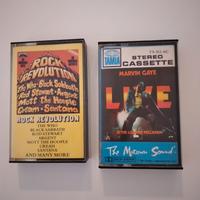 ROCK
REVOLUTION
The Who · Black Sabbath
Rod Stewart · Argent
Mott The Hoople
Cream · Santana
ROCK REVOLUTION
THE WHO
BLACK SABBATH
ROD STEWART
ARGENT
MOTT THE HOOPLE
CREAM
SANTANA
AND MANY MORE
TAMLA
STEREO
CASSETTE
MARVIN GAYE
LIVE
The Motown Sound